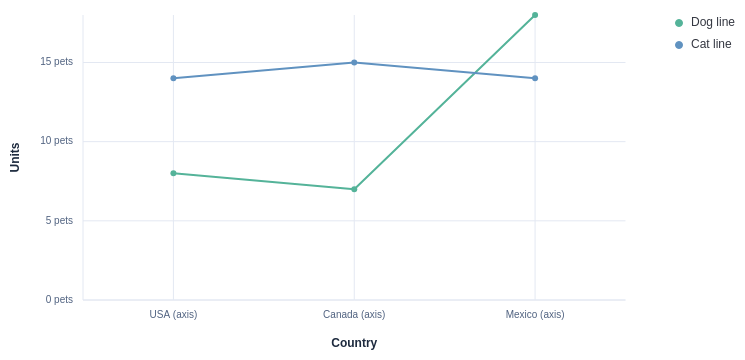 Dog line
Cat line
15 pets
10 pets
5 pets
0 pets
Units
USA (axis)
Canada (axis)
Mexico (axis)
Country